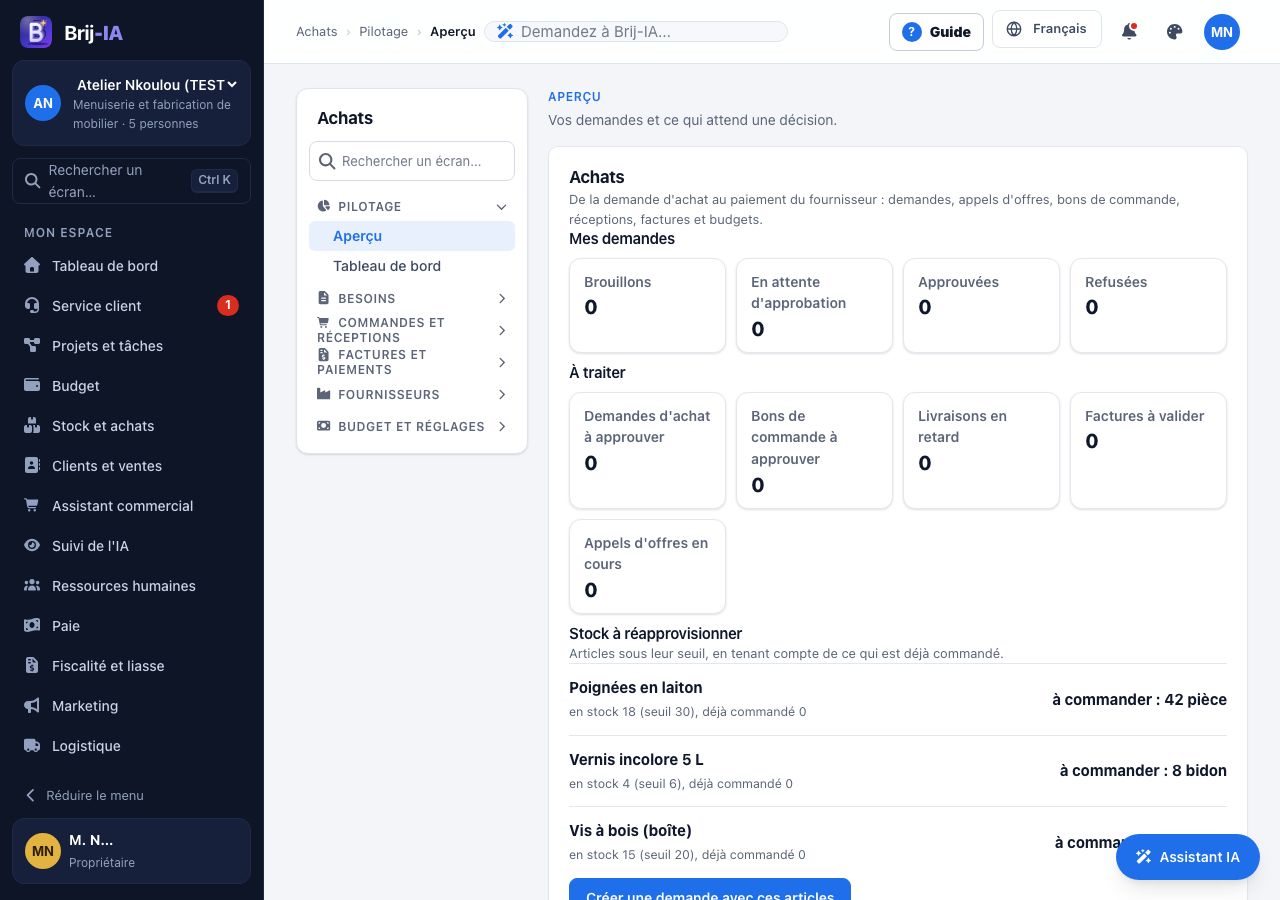 Brij-IA
AN
Atelier Nkoulou (TEST
Menuiserie et fabrication de
mobilier · 5 personnes
Rechercher un
écran...
Ctrl K
MON ESPACE
Tableau de bord
Service client
1
Projets et tâches
Budget
Stock et achats
Clients et ventes
Assistant commercial
Suivi de l'IA
Ressources humaines
Paie
Fiscalité et liasse
Marketing
Logistique
Réduire le menu
MN
M. N...
Propriétaire
Achats › Pilotage › Aperçu
Demandez à Brij-IA...
? Guide
Français
MN
Achats
Rechercher un écran...
PILOTAGE
Aperçu
Tableau de bord
BESOINS
COMMANDES ET
RÉCEPTIONS
FACTURES ET
PAIEMENTS
FOURNISSEURS
BUDGET ET RÉGLAGES
APERÇU
Vos demandes et ce qui attend une décision.
Achats
De la demande d'achat au paiement du fournisseur : demandes, appels d'offres, bons de commande,
réceptions, factures et budgets.
Mes demandes
Brouillons
0
En attente
d'approbation
0
Approuvées
0
Refusées
0
À traiter
Demandes d'achat
à approuver
0
Bons de
commande à
approuver
0
Livraisons en
retard
0
Factures à valider
0
Appels d'offres en
cours
0
Stock à réapprovisionner
Articles sous leur seuil, en tenant compte de ce qui est déjà commandé.
Poignées en laiton
en stock 18 (seuil 30), déjà commandé 0
à commander : 42 pièce
Vernis incolore 5 L
en stock 4 (seuil 6), déjà commandé 0
à commander : 8 bidon
Vis à bois (boîte)
en stock 15 (seuil 20), déjà commandé 0
à
Assistant IA
Créer une demande avec ces articles